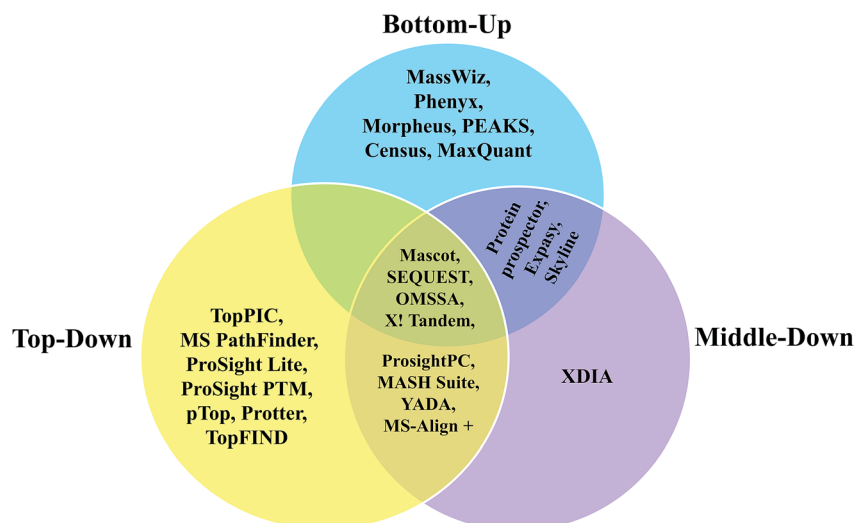 Bottom-Up
MassWiz,
Phenyx,
Morpheus, PEAKS,
Census, MaxQuant
Protein
prospector,
Expasy,
Skyline
Mascot,
SEQUEST,
OMSSA,
X! Tandem,
Top-Down
TopPIC,
MS PathFinder,
ProSight Lite,
ProSight PTM,
pTop, Protter,
TopFIND
ProsightPC,
MASH Suite,
YADA,
MS-Align +
Middle-Down
XDIA